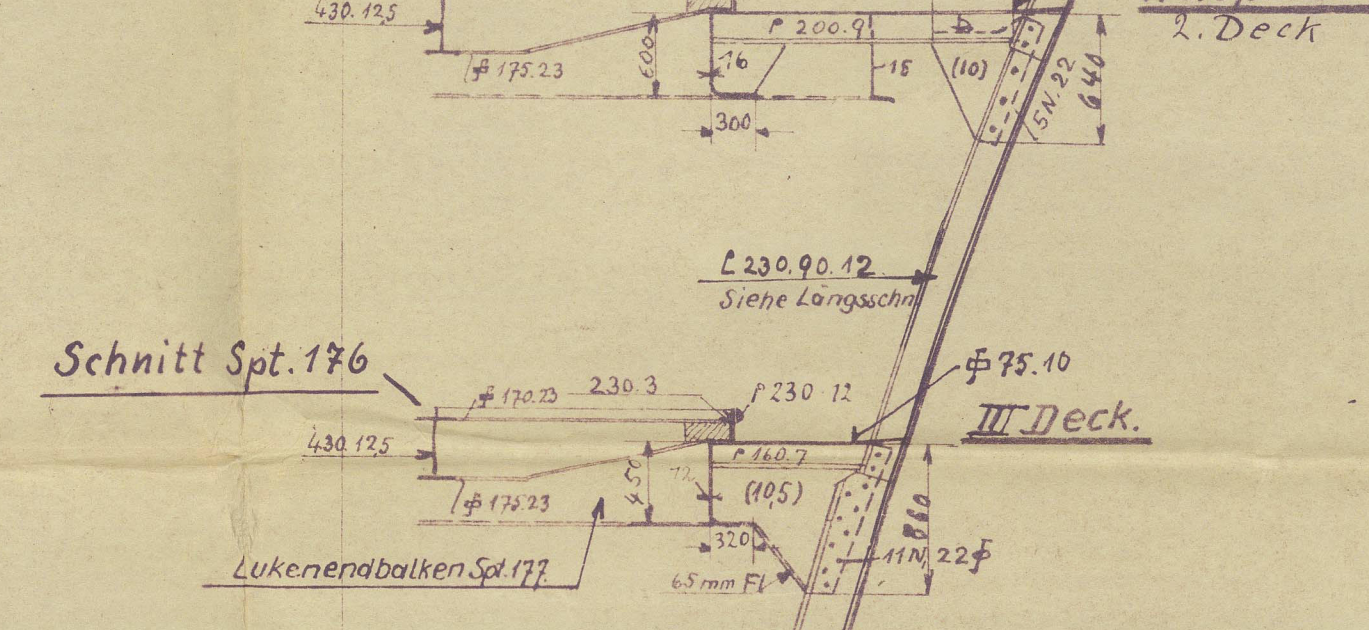 430.12,5
P 200.9
2. Deck
175.23
600
16
15
(10)
5N. 22
640
300
L 230.90.12
Siehe Längsschn
Schnitt Spt. 176
170.23
230.3
P 230.12
75.10
III Deck.
430.12,5
450
P 160.7
12
(10,5)
860
175.23
320
11N, 22
Lukenendbalken Spt. 177
65 mm Fl